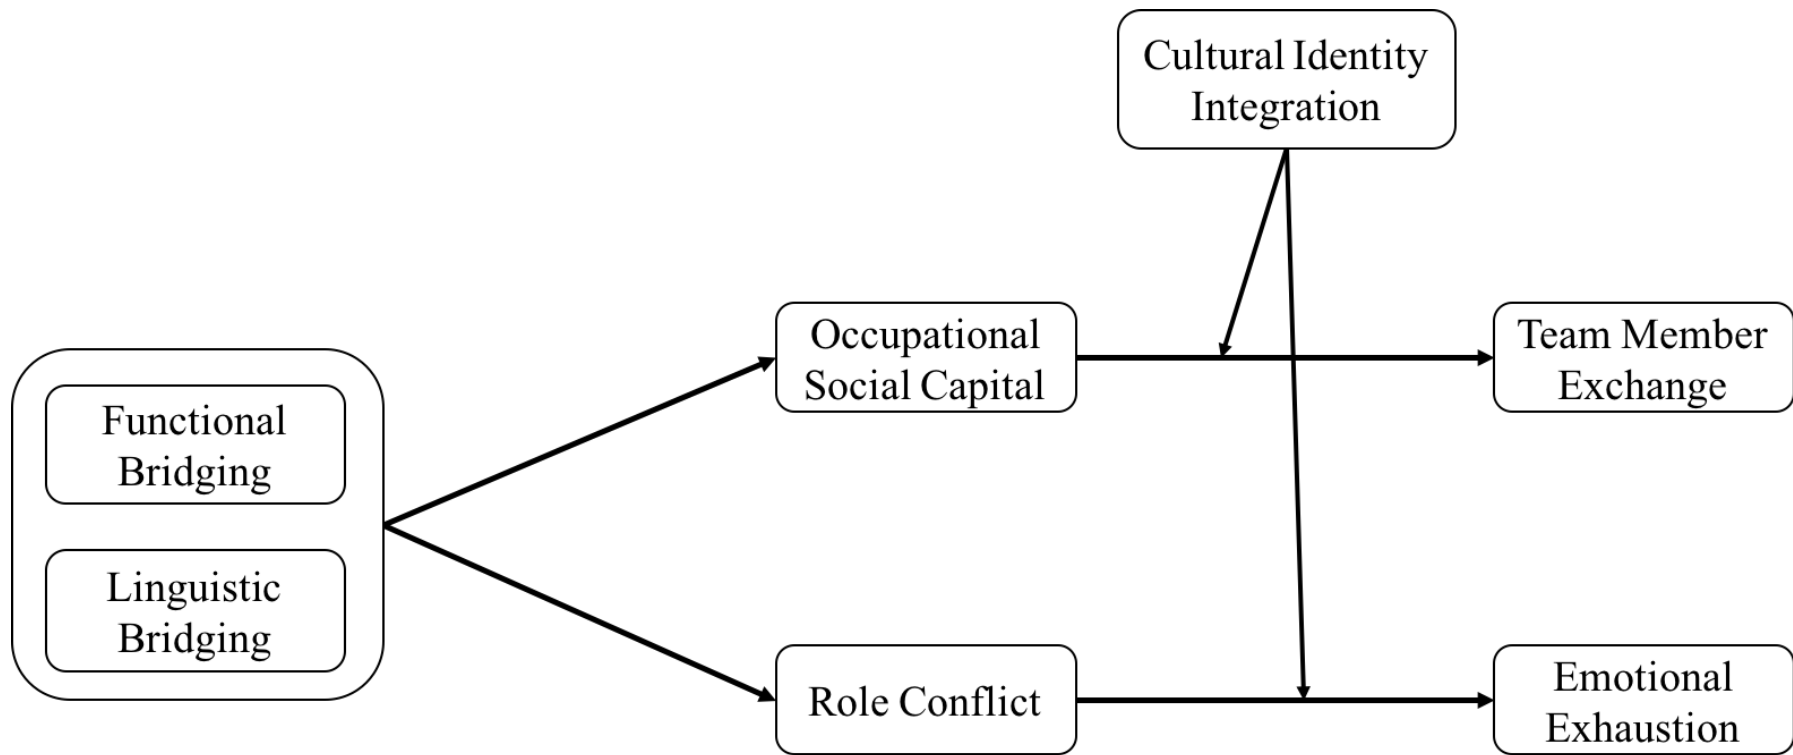 Cultural Identity
Integration
Occupational
Social Capital
Team Member
Exchange
Functional
Bridging
Linguistic
Bridging
Role Conflict
Emotional
Exhaustion